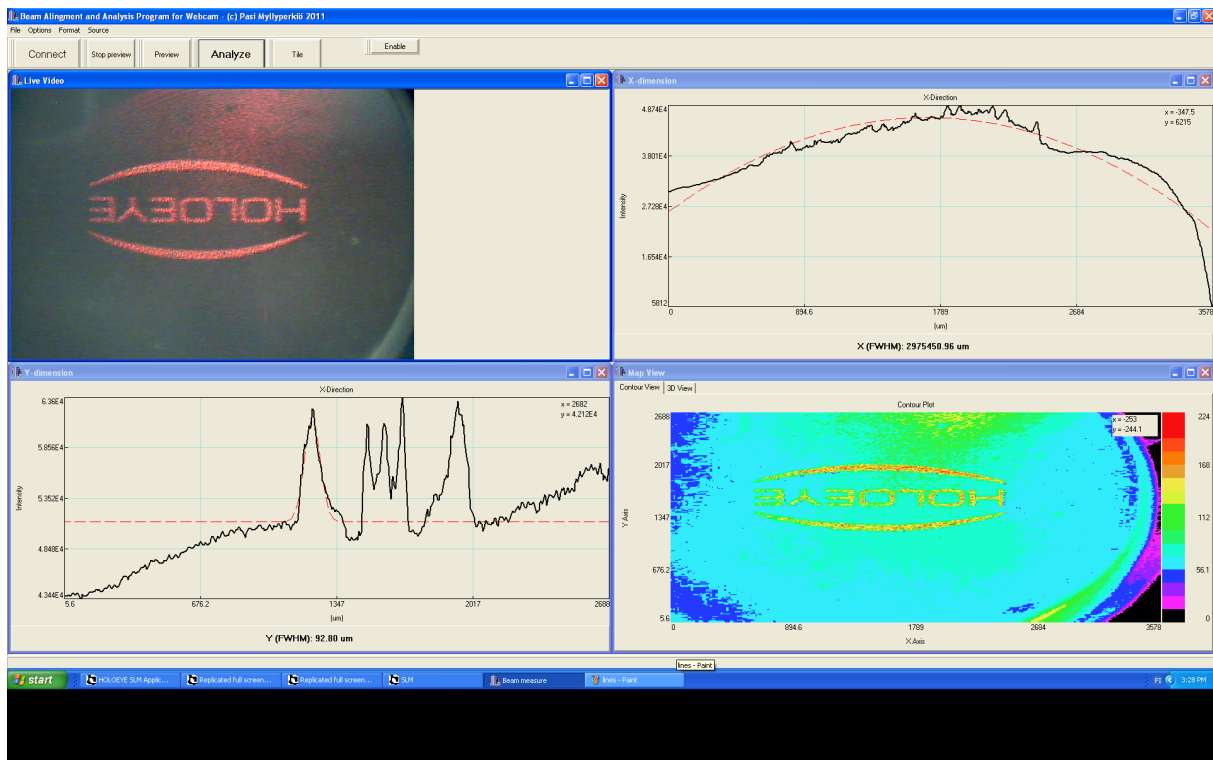 Beam Alingment and Analysis Program for Webcam - (c) Pasi Myllyperkiö 2011
File Options Format Source
Connect Stop preview Preview Analyze Tile Enable
Live Video
HOLOEYE
X-dimension
X-Direction
x = -347.5
y = 6215
4.874E4
3.801E4
2.728E4
1.654E4
5812
Intensity
0 894.6 1789 2684 3578
(um)
X (FWHM): 2975450.96 um
Y-dimension
X-Direction
x = 2682
y = 4.212E4
6.36E4
5.856E4
5.352E4
4.848E4
4.344E4
Intensity
5.6 676.2 1347 2017 2688
(um)
Y (FWHM): 92.80 um
Map View
Contour View 3D View
Contour Plot
x = -253
y = -244.1
2688
2017
1347
676.2
5.6
Y Axis
HOLOEYE
0 894.6 1789 2684 3578
X Axis
224
168
112
56.1
0
lines - Paint
start HOLOEYE SLM Applic... Replicated full screen... Replicated full screen... SLM Beam measure lines - Paint FI 3:28 PM